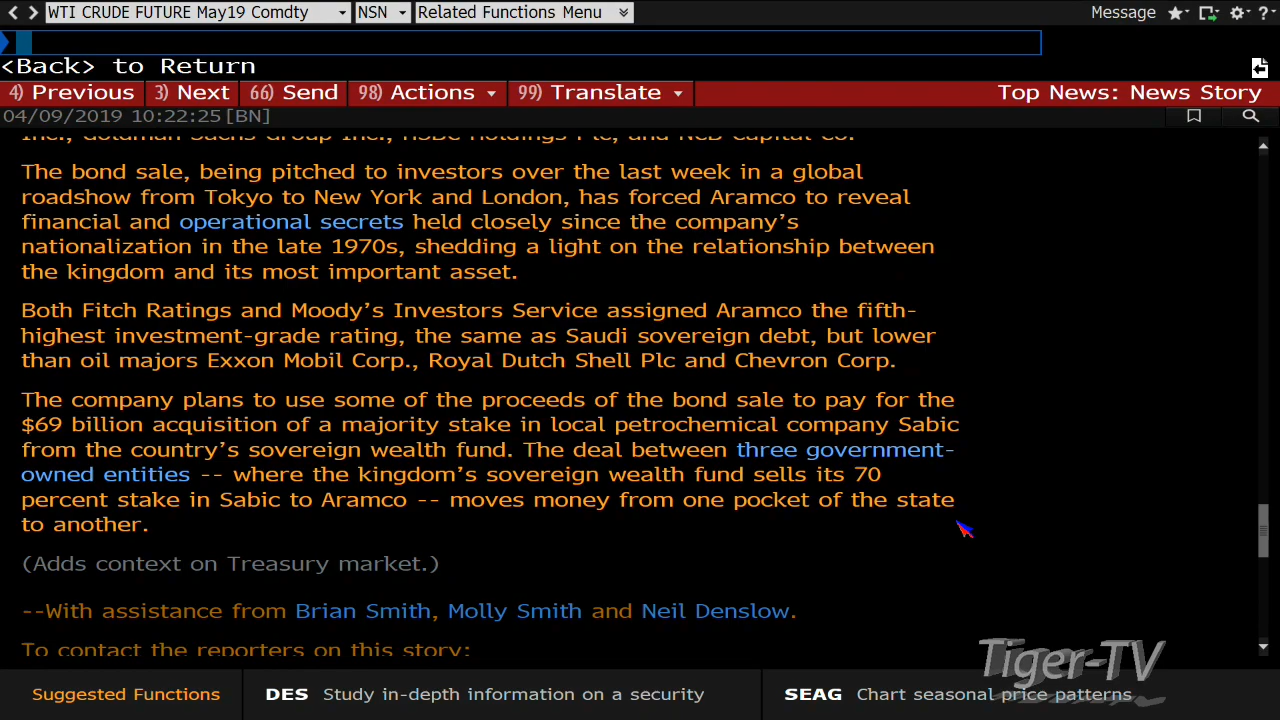 WTI CRUDE FUTURE May19 Comdty NSN Related Functions Menu Message ?
<Back> to Return
4) Previous 3) Next 66) Send 98) Actions 99) Translate Top News: News Story
04/09/2019 10:22:25 [BN]
Inc., Goldman Sachs Group Inc., HSBC Holdings Plc, and NCB Capital Co.
The bond sale, being pitched to investors over the last week in a global
roadshow from Tokyo to New York and London, has forced Aramco to reveal
financial and operational secrets held closely since the company's
nationalization in the late 1970s, shedding a light on the relationship between
the kingdom and its most important asset.
Both Fitch Ratings and Moody's Investors Service assigned Aramco the fifth-
highest investment-grade rating, the same as Saudi sovereign debt, but lower
than oil majors Exxon Mobil Corp., Royal Dutch Shell Plc and Chevron Corp.
The company plans to use some of the proceeds of the bond sale to pay for the
$69 billion acquisition of a majority stake in local petrochemical company Sabic
from the country's sovereign wealth fund. The deal between three government-
owned entities -- where the kingdom's sovereign wealth fund sells its 70
percent stake in Sabic to Aramco -- moves money from one pocket of the state
to another.
(Adds context on Treasury market.)
--With assistance from Brian Smith, Molly Smith and Neil Denslow.
To contact the reporters on this story:
Tiger-TV
Suggested Functions DES Study in-depth information on a security SEAG Chart seasonal price patterns